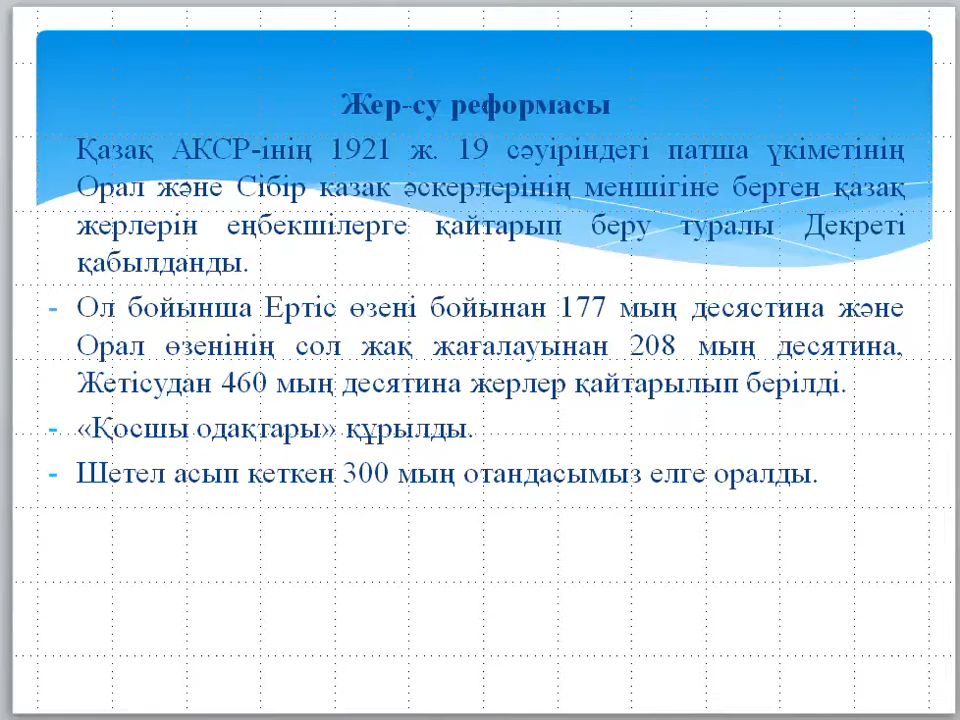 Жер-су реформасы
Қазақ АКСР-інің 1921 ж. 19 сәуіріндегі патша үкіметінің
Орал және Сібір казак әскерлерінің меншігіне берген қазақ
жерлерін еңбекшілерге қайтарып беру туралы Декреті
қабылданды.
- Ол бойынша Ертіс өзені бойынан 177 мың десястина және
Орал өзенінің сол жақ жағалауынан 208 мың десятина,
Жетісудан 460 мың десятина жерлер қайтарылып берілді.
- «Қосшы одақтары» құрылды.
- Шетел асып кеткен 300 мың отандасымыз елге оралды.